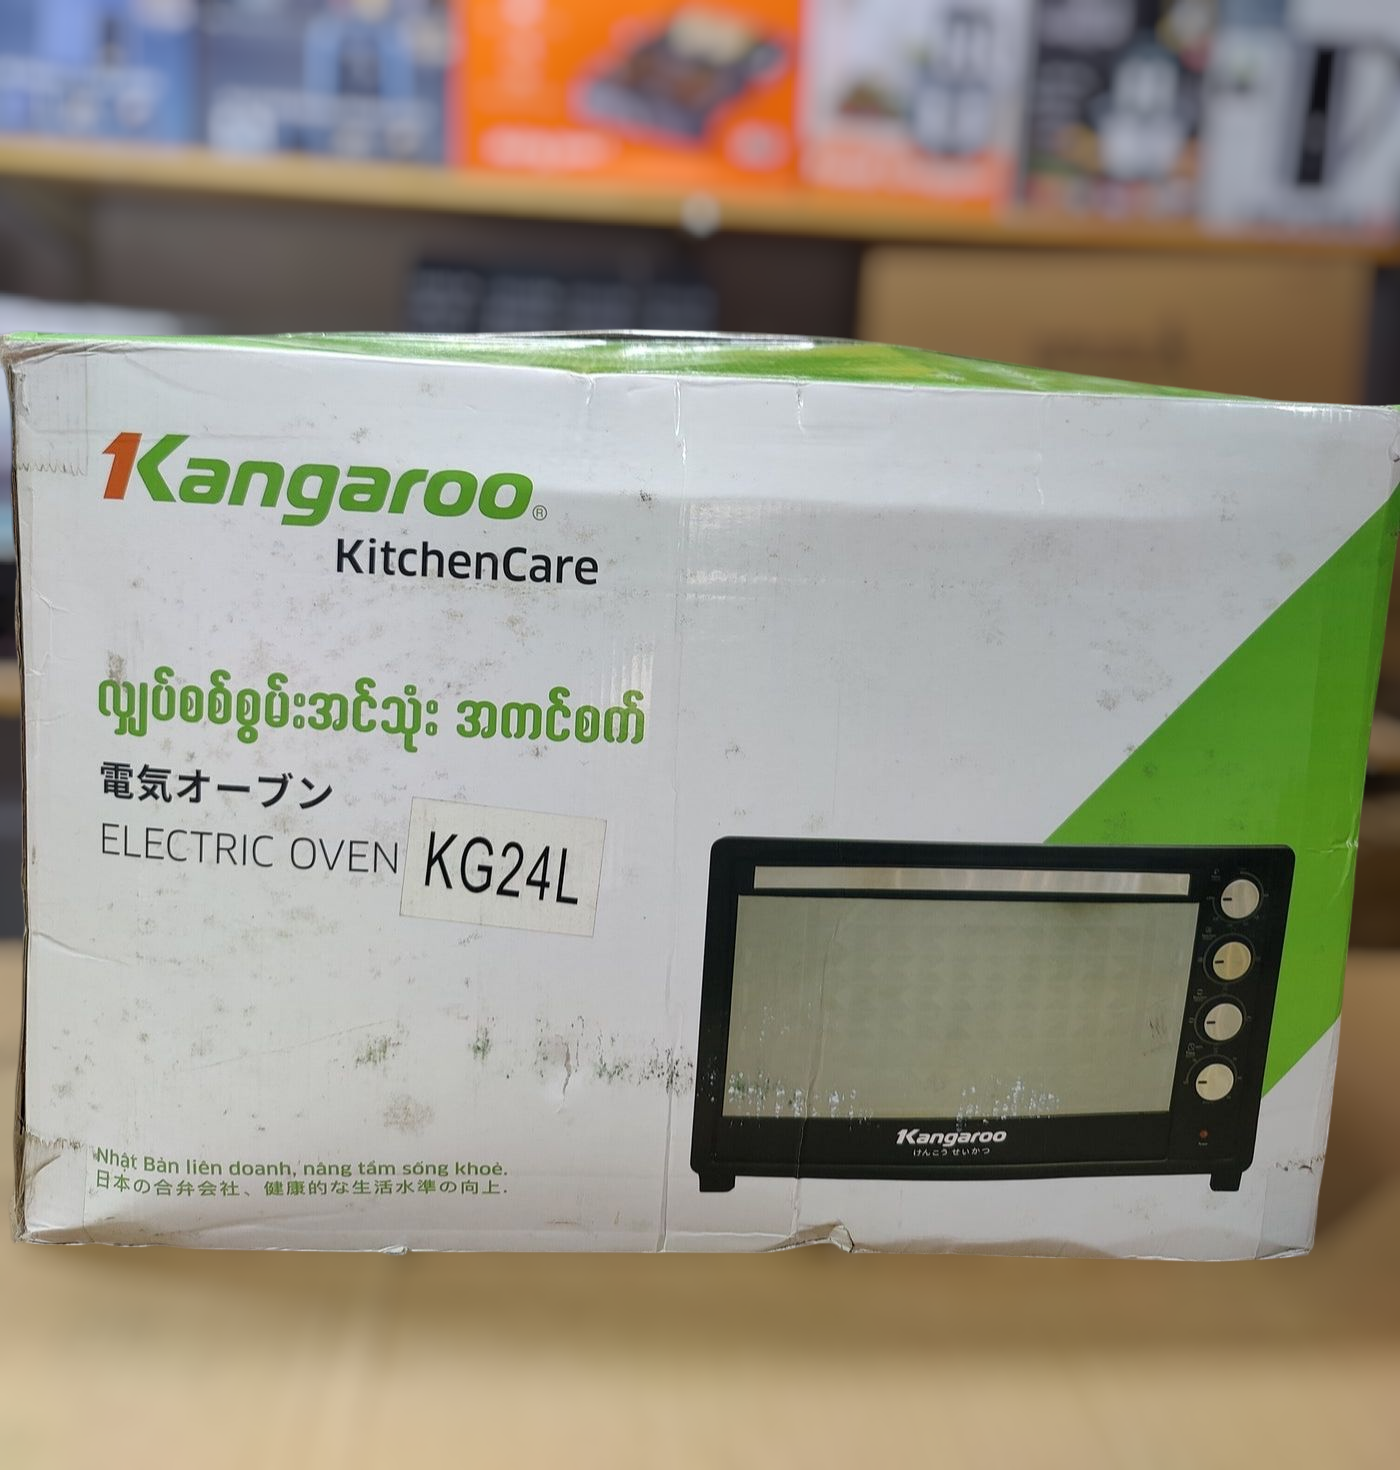 Kangaroo®
KitchenCare
လျှပ်စစ်စွမ်းအင်သုံး အကင်စက်
電気オーブン
ELECTRIC OVEN KG24L
Kangaroo
けんこう せいかつ
Nhật Bản liên doanh, nâng tầm sống khoẻ.
日本の合弁会社、健康的な生活水準の向上.